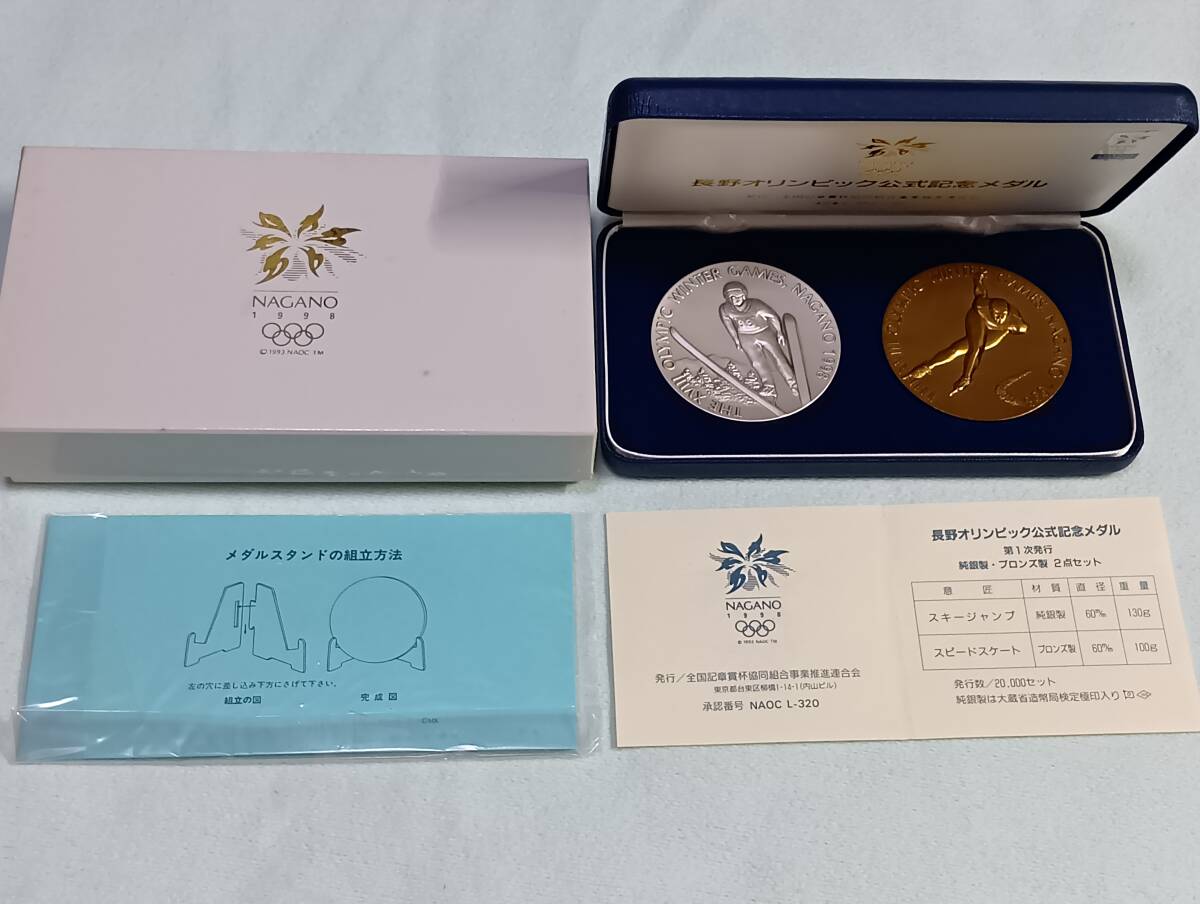 NAGANO
1998
©1993 NAOC TM
長野オリンピック公式記念メダル
THE XVIII OLYMPIC WINTER GAMES, NAGANO 1998
メダルスタンドの組立方法
左の穴に差し込み下方にさげて下さい。
組立の図
完成図
NAGANO
1998
発行/全国記章賞杯協同組合事業推進連合会
東京都台東区柳橋1-14-1(内山ビル)
承認番号 NAOC L-320
長野オリンピック公式記念メダル
第1次発行
純銀製・ブロンズ製 2点セット
意匠 材質 直径 重量
スキージャンプ 純銀製 60㎜ 130g
スピードスケート ブロンズ製 60㎜ 100g
発行数/20,000セット
純銀製は大蔵省造幣局検定極印入り